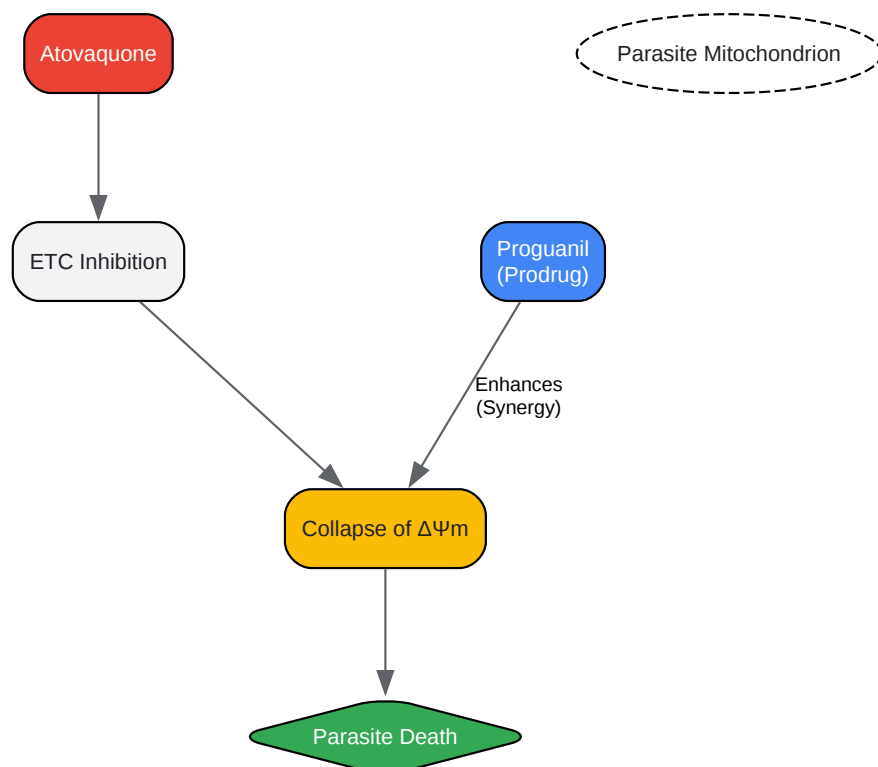 Atovaquone
Parasite Mitochondrion
ETC Inhibition
Proguanil
(Prodrug)
Enhances
(Synergy)
Collapse of ΔΨm
Parasite Death